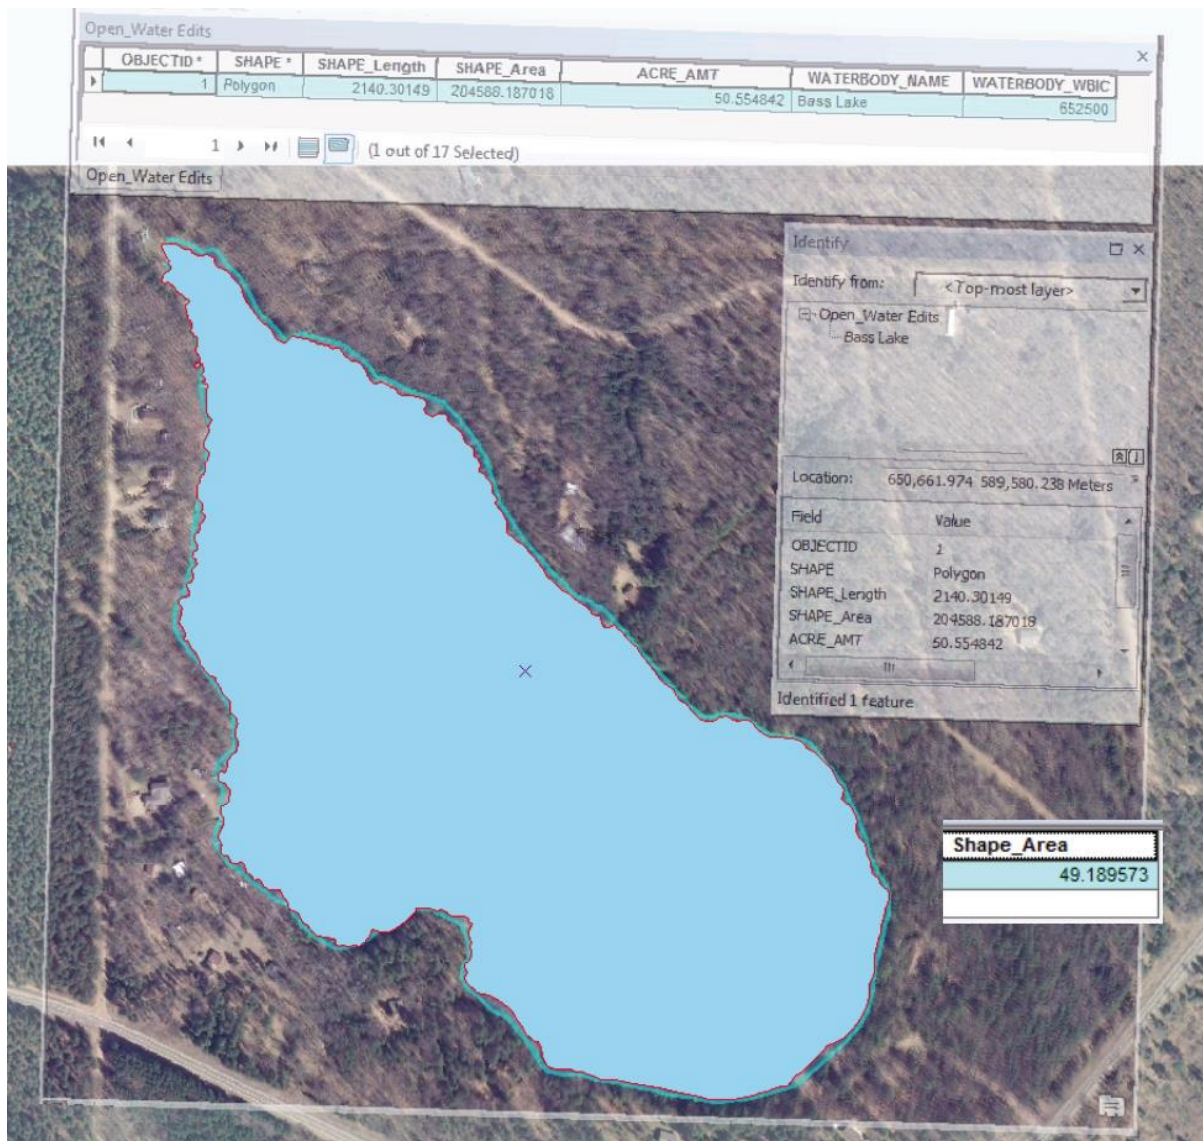 Open_Water Edits
OBJECTID * SHAPE * SHAPE_Length SHAPE_Area ACRE_AMT WATERBODY_NAME WATERBODY_WBIC
1 Polygon 2140.30149 204588.187018 50.554842 Bass Lake 652500
1 (1 out of 17 Selected)
Open_Water Edits
Identify
Identify from: <Top-most layer>
Open_Water Edits
Bass Lake
Location: 650,661.974 589,580.238 Meters
Field Value
OBJECTID 1
SHAPE Polygon
SHAPE_Length 2140.30149
SHAPE_Area 204588.187018
ACRE_AMT 50.554842
Identified 1 feature
Shape_Area
49.189573